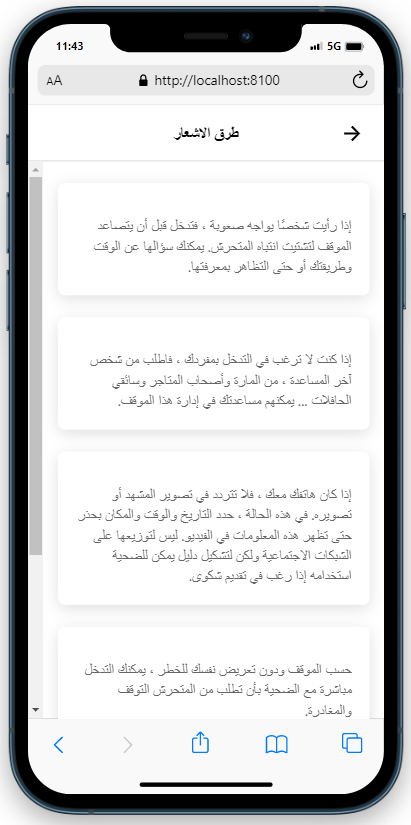 11:43
5G
AA
http://localhost:8100
طرق الاشعار
إذا رأيت شخصًا يواجه صعوبة ، فتدخل قبل أن يتصاعد
الموقف لتشتيت انتباه المتحرش. يمكنك سؤالها عن الوقت
وطريقتك أو حتى التظاهر بمعرفتها.
إذا كنت لا ترغب في التدخل بمفردك ، فاطلب من شخص
آخر المساعدة ، من المارة وأصحاب المتاجر وسائقي
الحافلات ... يمكنهم مساعدتك في إدارة هذا الموقف.
إذا كان هاتفك معك ، فلا تتردد في تصوير المشهد أو
تصويره. في هذه الحالة ، حدد التاريخ والوقت والمكان بحذر
حتى تظهر هذه المعلومات في الفيديو. ليس لتوزيعها على
الشبكات الاجتماعية ولكن لتشكيل دليل يمكن للضحية
استخدامه إذا رغب في تقديم شكوى.
حسب الموقف ودون تعريض نفسك للخطر ، يمكنك التدخل
مباشرة مع الضحية بأن تطلب من المتحرش التوقف
والمغادرة.